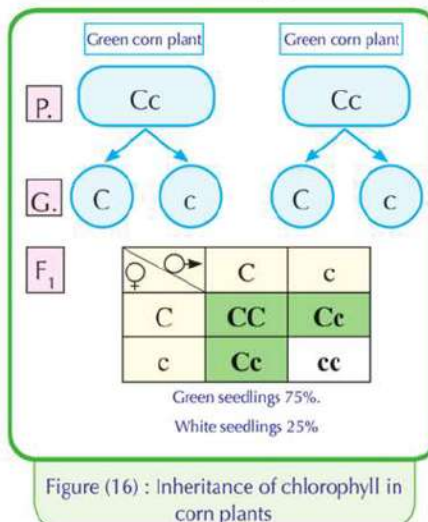 Green corn plant Green corn plant
P. Cc Cc
G. C c C c
F1 ♀ ♂ C c
C CC Cc
c Cc cc
Green seedlings 75%.
White seedlings 25%
Figure (16) : Inheritance of chlorophyll in
corn plants